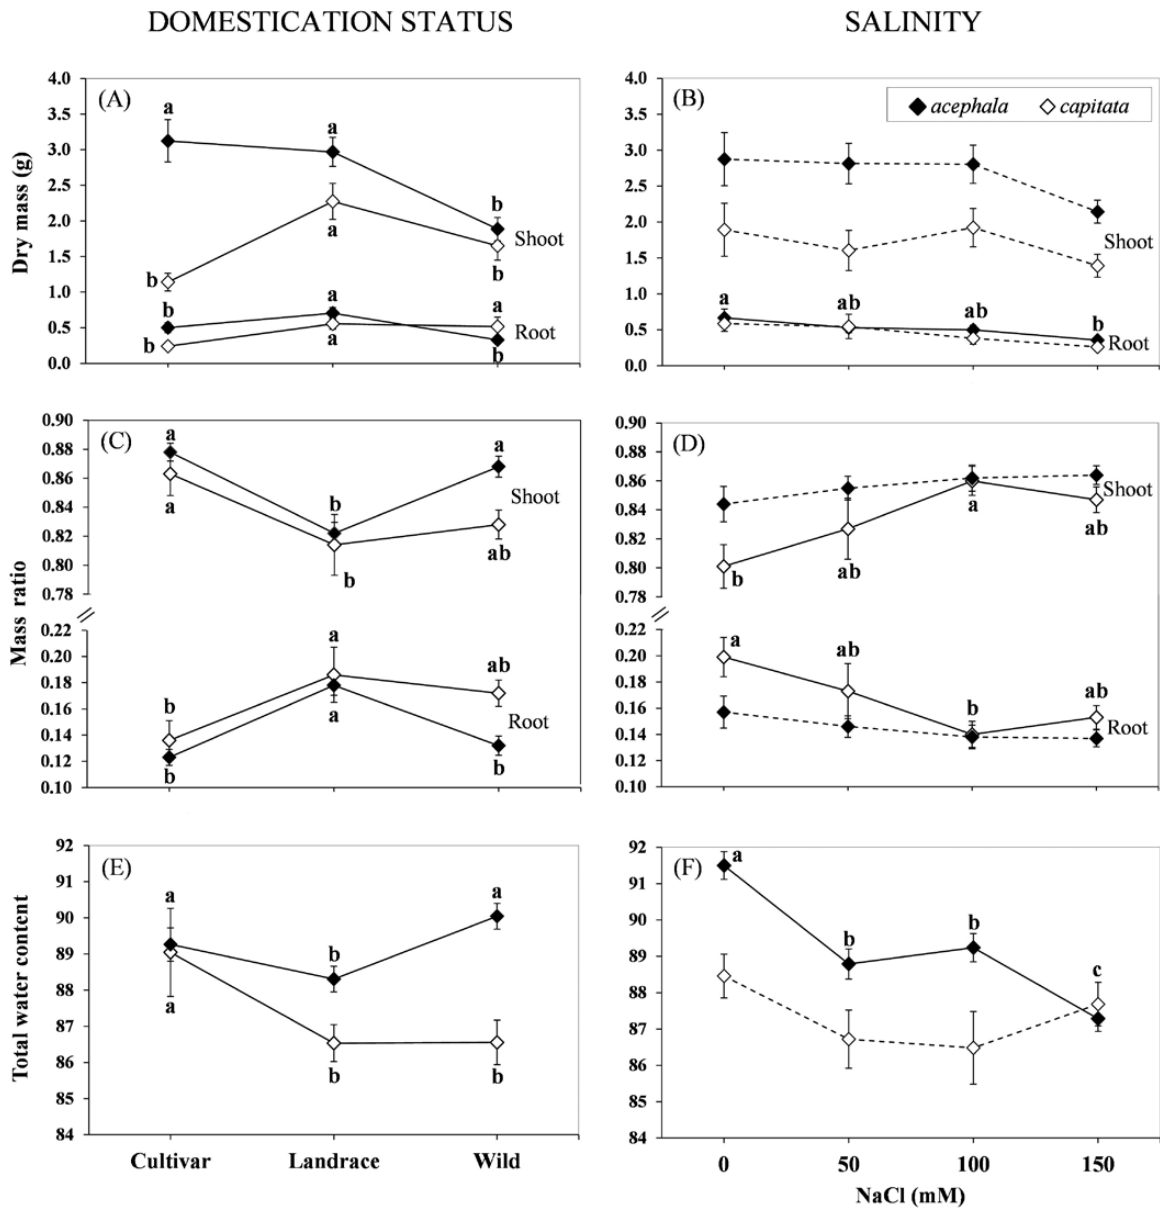 DOMESTICATION STATUS
SALINITY
(A)
4.0
3.5
3.0
2.5
2.0
1.5
1.0
0.5
0.0
Dry mass (g)
a
a
b
b
a
b
b
a
a
b
a
b
Shoot
Root
(B)
acephala
capitata
4.0
3.5
3.0
2.5
2.0
1.5
1.0
0.5
0.0
a
ab
ab
b
Shoot
Root
(C)
0.90
0.88
0.86
0.84
0.82
0.80
0.78
0.22
0.20
0.18
0.16
0.14
0.12
0.10
Mass ratio
a
b
a
a
b
ab
Shoot
b
a
ab
b
a
b
Root
(D)
0.90
0.88
0.86
0.84
0.82
0.80
0.78
0.22
0.20
0.18
0.16
0.14
0.12
0.10
b
ab
a
ab
Shoot
a
ab
b
ab
Root
(E)
92
91
90
89
88
87
86
85
84
Total water content
a
b
a
a
b
b
Cultivar
Landrace
Wild
(F)
92
91
90
89
88
87
86
85
84
a
b
b
c
0
50
100
150
NaCl (mM)